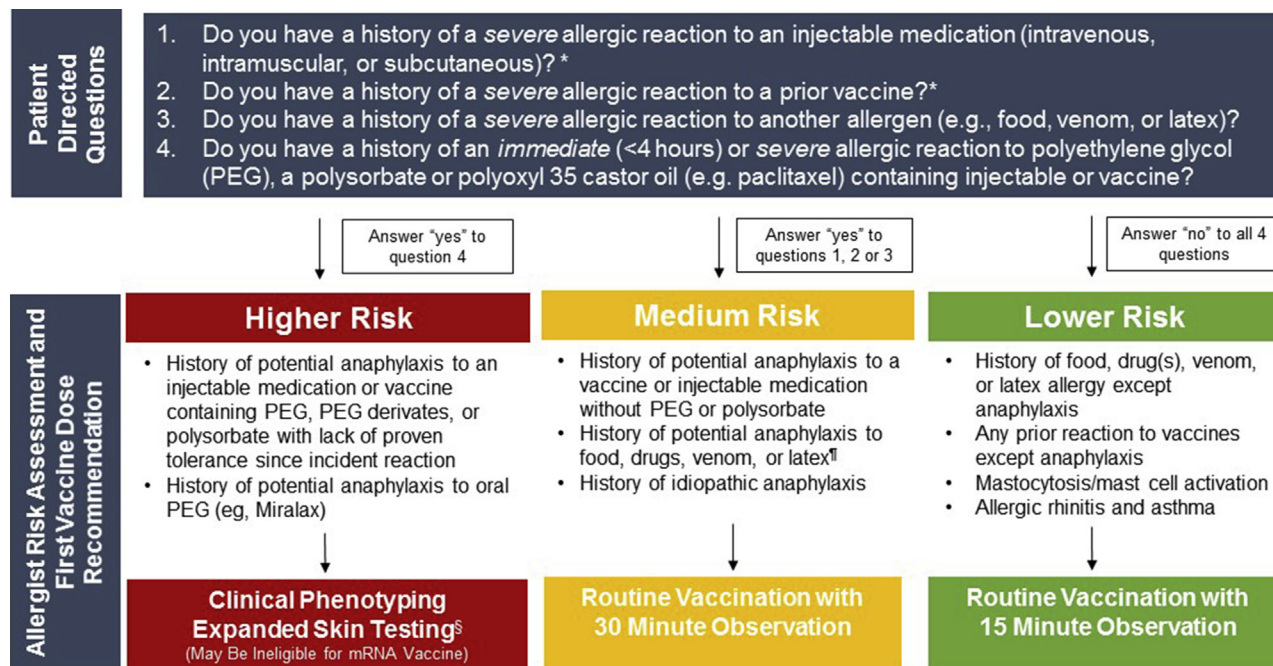 Patient
Directed
Questions
1. Do you have a history of a severe allergic reaction to an injectable medication (intravenous,
intramuscular, or subcutaneous)? *
2. Do you have a history of a severe allergic reaction to a prior vaccine?*
3. Do you have a history of a severe allergic reaction to another allergen (e.g., food, venom, or latex)?
4. Do you have a history of an immediate (<4 hours) or severe allergic reaction to polyethylene glycol
(PEG), a polysorbate or polyoxyl 35 castor oil (e.g. paclitaxel) containing injectable or vaccine?
Answer “yes” to
question 4
Answer “yes” to
questions 1, 2 or 3
Answer “no” to all 4
questions
Allergist Risk Assessment and
First Vaccine Dose
Recommendation
Higher Risk
• History of potential anaphylaxis to an
injectable medication or vaccine
containing PEG, PEG derivates, or
polysorbate with lack of proven
tolerance since incident reaction
• History of potential anaphylaxis to oral
PEG (eg, Miralax)
Clinical Phenotyping
Expanded Skin Testing§
(May Be Ineligible for mRNA Vaccine)
Medium Risk
• History of potential anaphylaxis to a
vaccine or injectable medication
without PEG or polysorbate
• History of potential anaphylaxis to
food, drugs, venom, or latex¶
• History of idiopathic anaphylaxis
Routine Vaccination with
30 Minute Observation
Lower Risk
• History of food, drug(s), venom,
or latex allergy except
anaphylaxis
• Any prior reaction to vaccines
except anaphylaxis
• Mastocytosis/mast cell activation
• Allergic rhinitis and asthma
Routine Vaccination with
15 Minute Observation